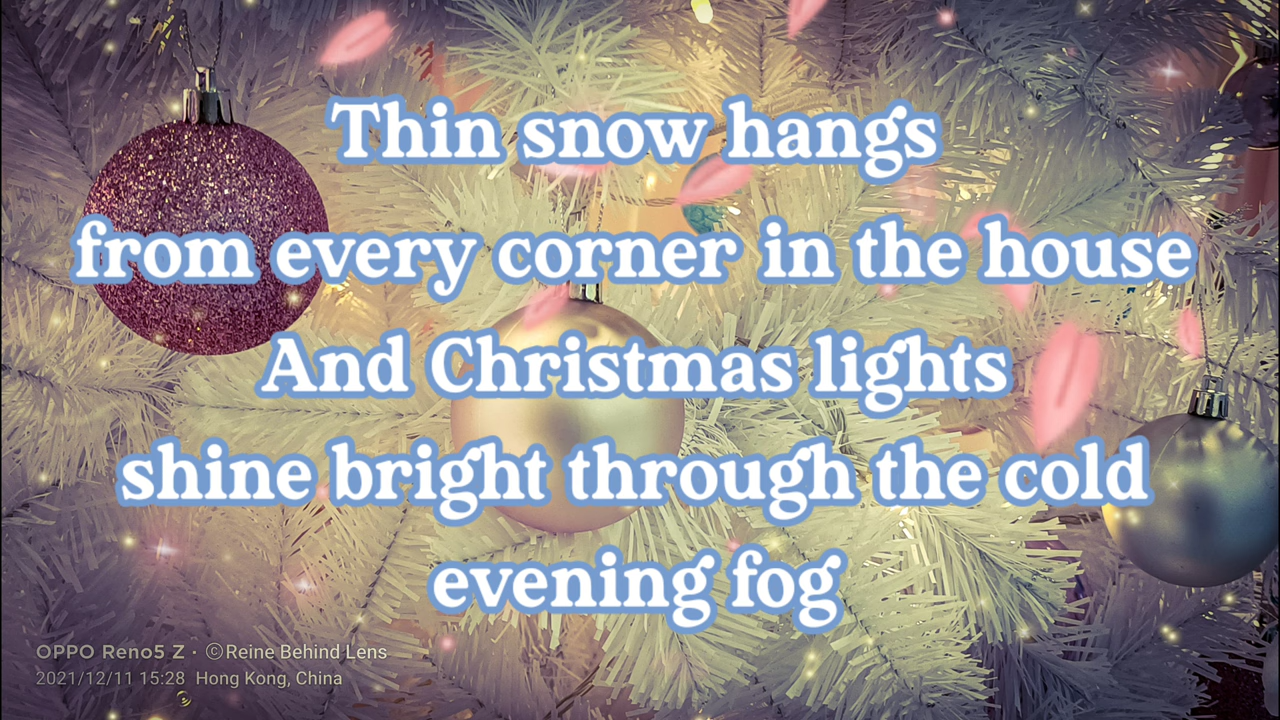 Thin snow hangs
from every corner in the house
And Christmas lights
shine bright through the cold
evening fog
OPPO Reno5 Z · ©Reine Behind Lens
2021/12/11 15:28 Hong Kong, China